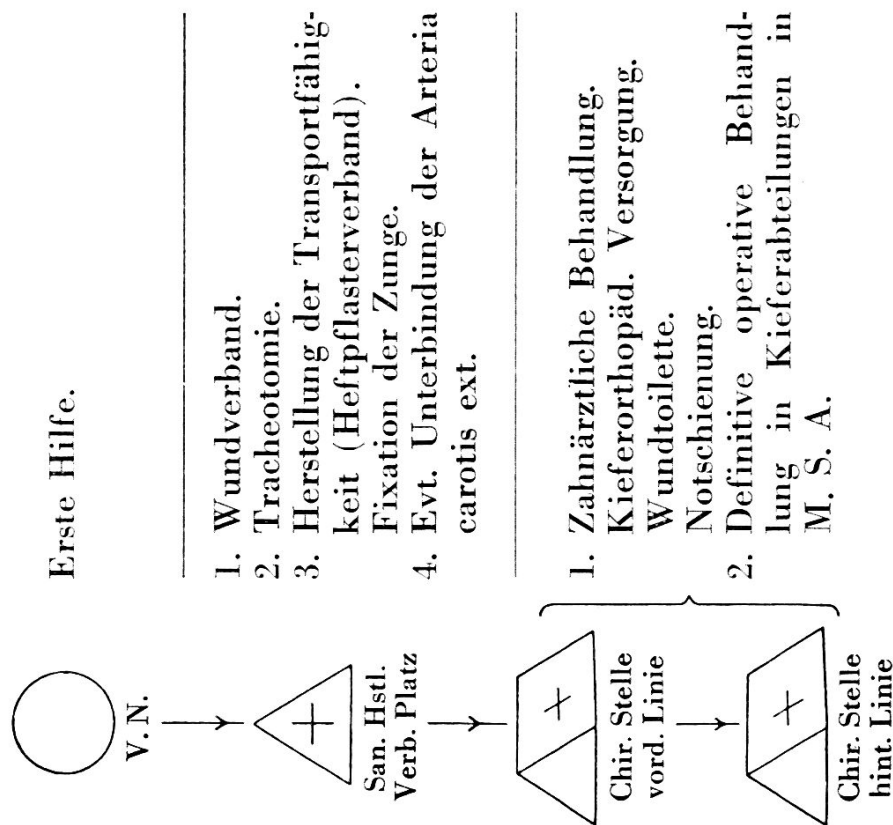 Erste Hilfe.
V. N.
1. Wundverband.
2. Tracheotomie.
3. Herstellung der Transportfähig-
keit (Heftpflasterverband).
Fixation der Zunge.
4. Evt. Unterbindung der Arteria
carotis ext.
San. Hstl.
Verb. Platz
1. Zahnärztliche Behandlung.
Kieferorthopäd. Versorgung.
Wundtoilette.
Notschienung.
2. Definitive operative Behand-
lung in Kieferabteilungen in
M. S. A.
Chir. Stelle
vord. Linie
Chir. Stelle
hint. Linie